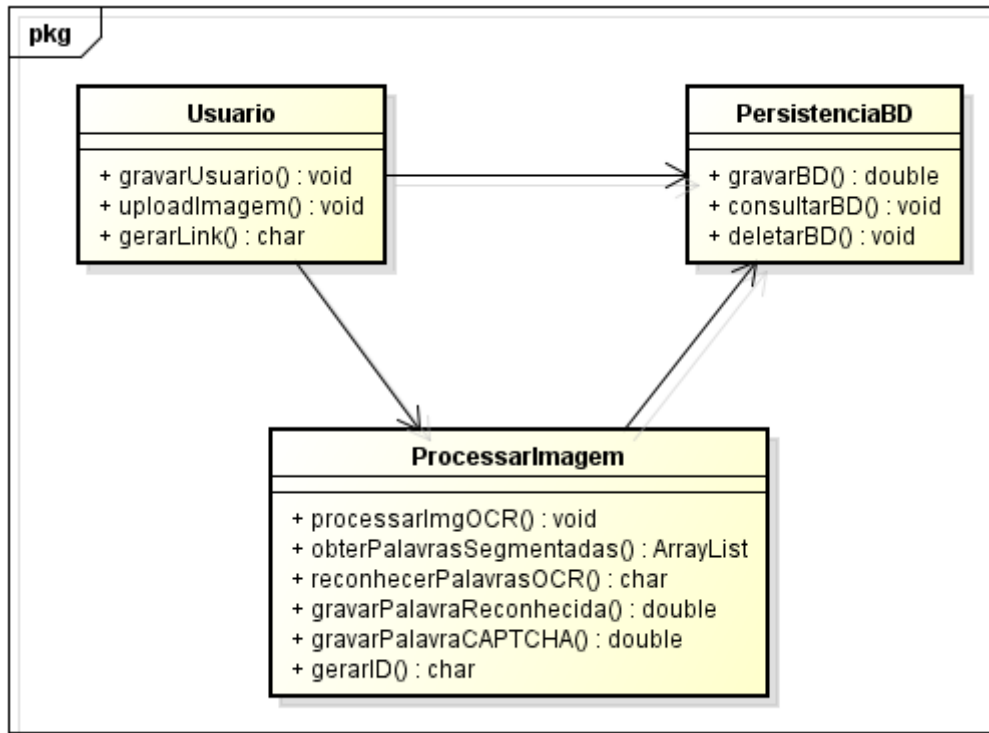 pkg
Usuario
+ gravarUsuario() : void
+ uploadImagem() : void
+ gerarLink() : char
PersistenciaBD
+ gravarBD() : double
+ consultarBD() : void
+ deletarBD() : void
ProcessarImagem
+ processarImgOCR() : void
+ obterPalavrasSegmentadas() : ArrayList
+ reconhecerPalavrasOCR() : char
+ gravarPalavraReconhecida() : double
+ gravarPalavraCAPTCHA() : double
+ gerarID() : char